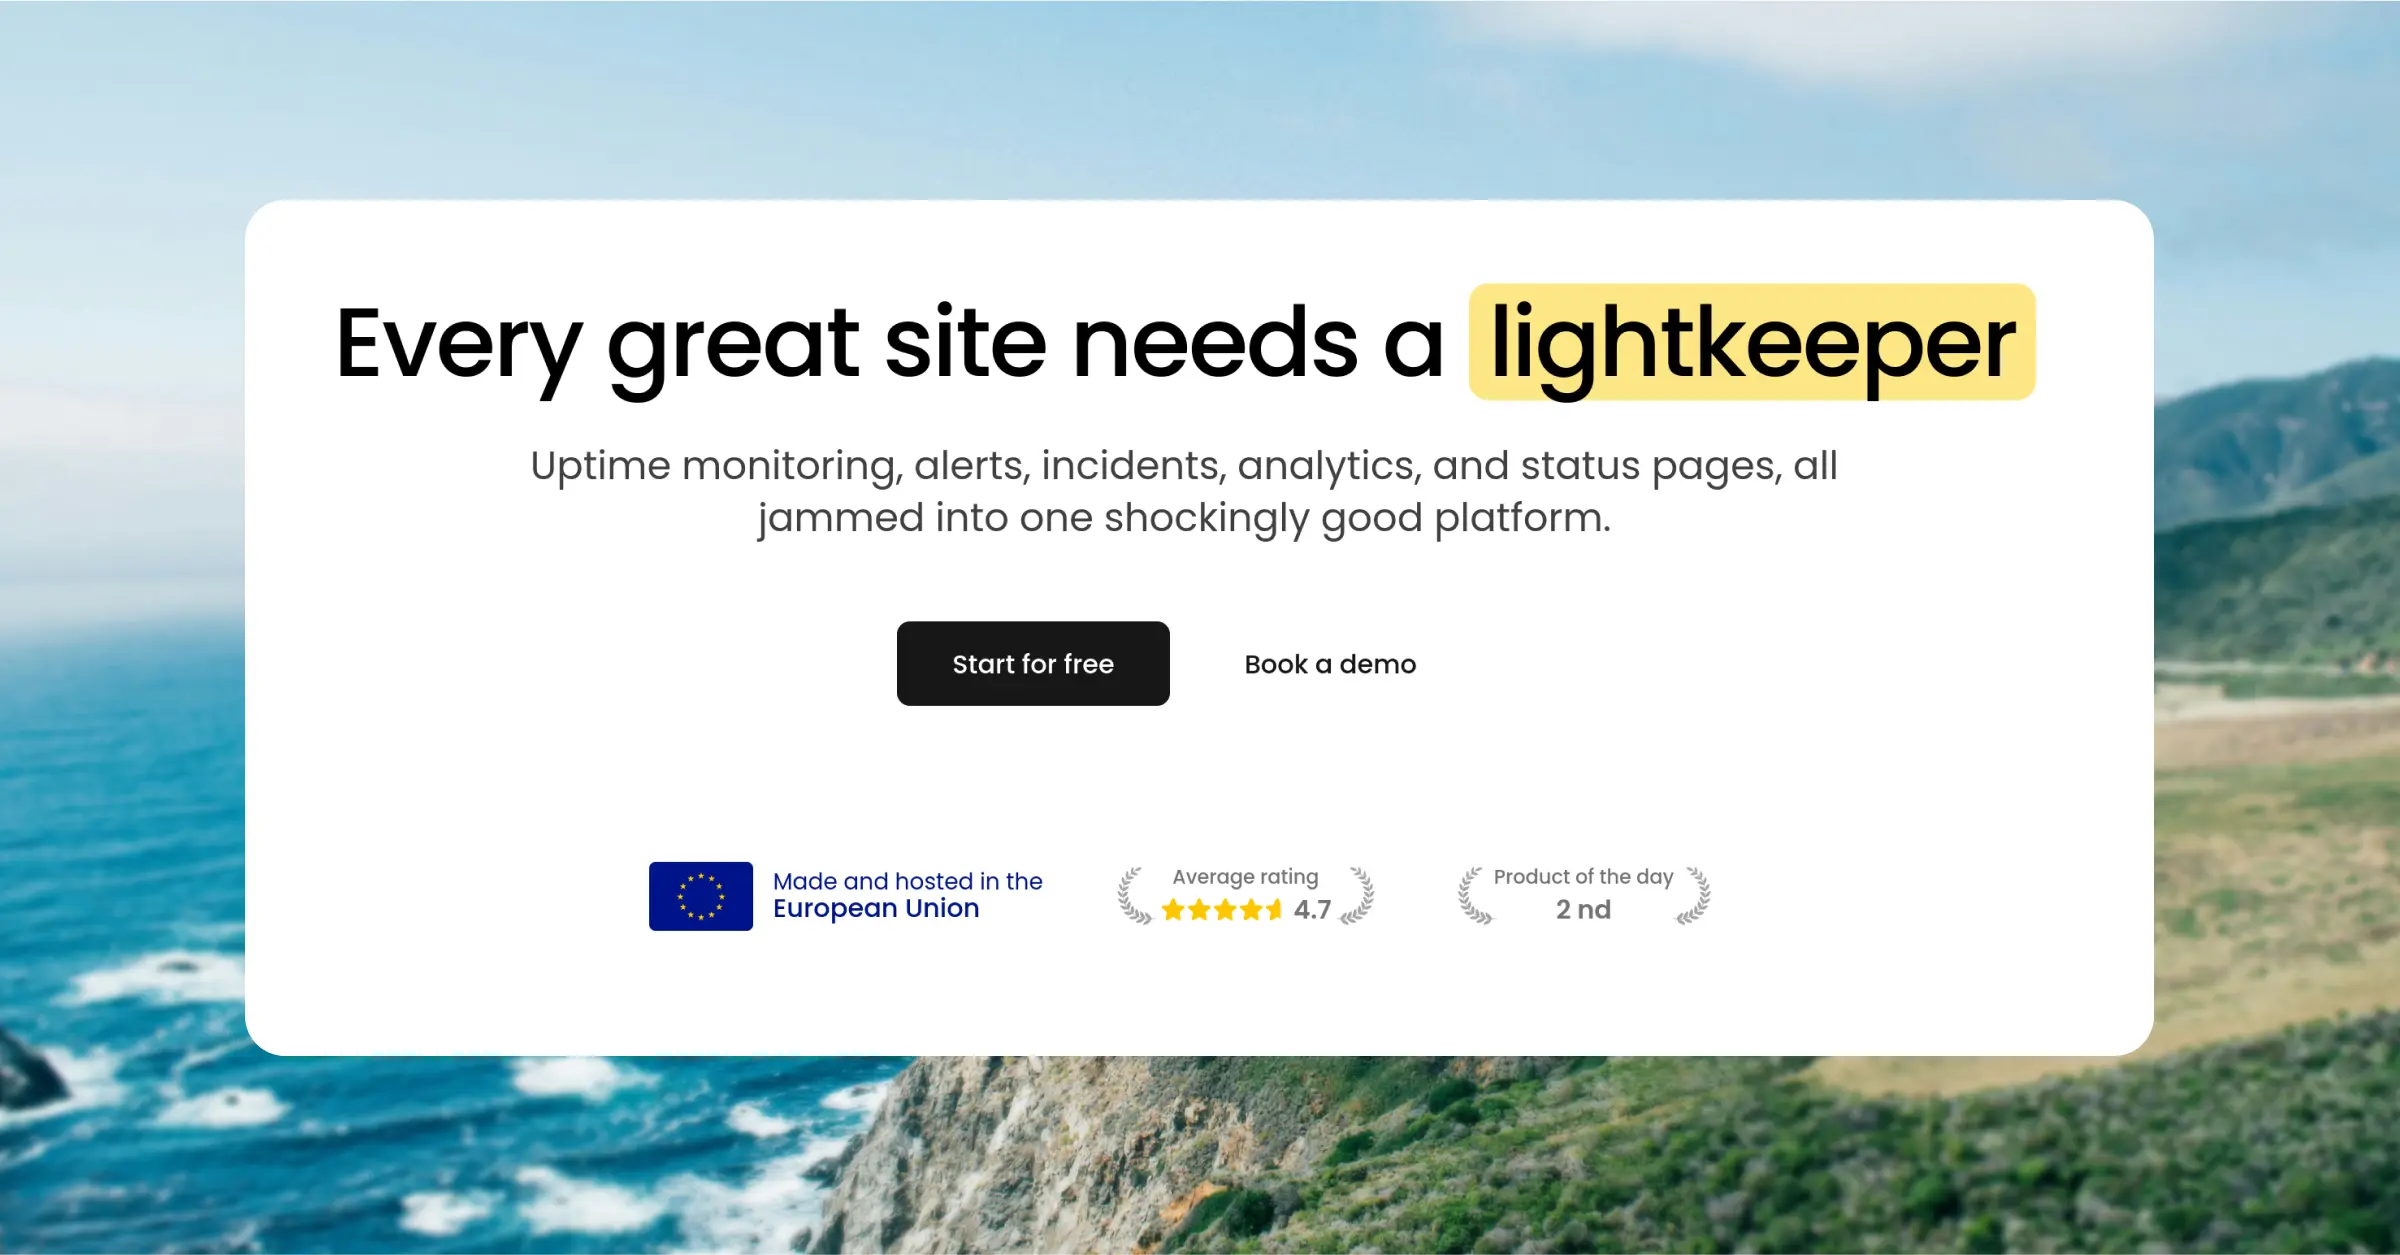 Every great site needs a lightkeeper
Uptime monitoring, alerts, incidents, analytics, and status pages, all
jammed into one shockingly good platform.
Start for free
Book a demo
Made and hosted in the
European Union
Average rating
4.7
Product of the day
2 nd